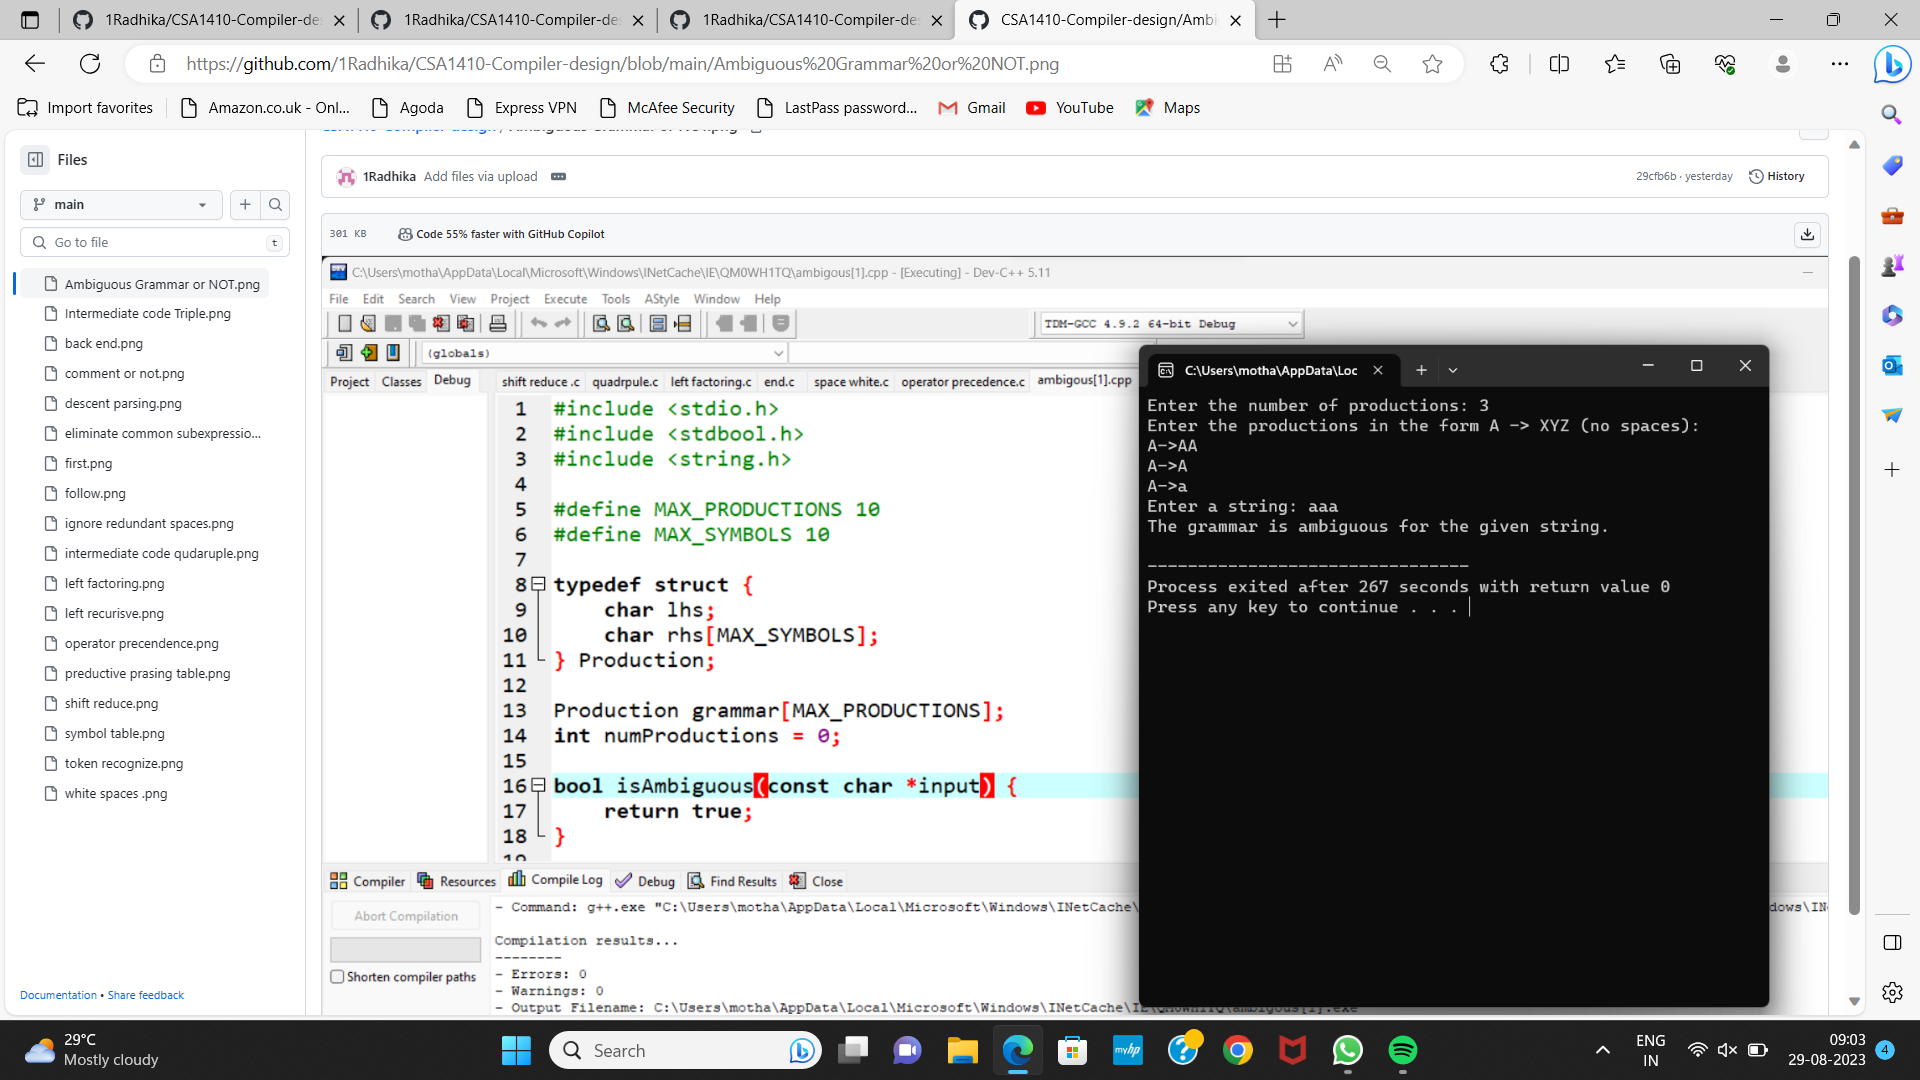 1Radhika/CSA1410-Compiler-de
1Radhika/CSA1410-Compiler-de
1Radhika/CSA1410-Compiler-de
CSA1410-Compiler-design/Ambi
https://github.com/1Radhika/CSA1410-Compiler-design/blob/main/Ambiguous%20Grammar%20or%20NOT.png
Import favorites
Amazon.co.uk - Onl...
Agoda
Express VPN
McAfee Security
LastPass password...
Gmail
YouTube
Maps
Files
main
Go to file
t
Ambiguous Grammar or NOT.png
Intermediate code Triple.png
back end.png
comment or not.png
descent parsing.png
eliminate common subexpressio...
first.png
follow.png
ignore redundant spaces.png
intermediate code qudaruple.png
left factoring.png
left recurisve.png
operator precendence.png
preductive prasing table.png
shift reduce.png
symbol table.png
token recognize.png
white spaces .png
Documentation • Share feedback
1Radhika Add files via upload
29cfb6b · yesterday
History
301 KB
Code 55% faster with GitHub Copilot
C:\Users\motha\AppData\Local\Microsoft\Windows\INetCache\IE\QM0WH1TQ\ambigous[1].cpp - [Executing] - Dev-C++ 5.11
File Edit Search View Project Execute Tools AStyle Window Help
TDM-GCC 4.9.2 64-bit Debug
(globals)
Project Classes Debug
shift reduce .c quadrpule.c left factoring.c end.c space white.c operator precedence.c ambigous[1].cpp
1 #include <stdio.h>
2 #include <stdbool.h>
3 #include <string.h>
4
5 #define MAX_PRODUCTIONS 10
6 #define MAX_SYMBOLS 10
7
8 typedef struct {
9 char lhs;
10 char rhs[MAX_SYMBOLS];
11 } Production;
12
13 Production grammar[MAX_PRODUCTIONS];
14 int numProductions = 0;
15
16 bool isAmbiguous(const char *input) {
17 return true;
18 }
19
C:\Users\motha\AppData\Loc
Enter the number of productions: 3
Enter the productions in the form A -> XYZ (no spaces):
A->AA
A->A
A->a
Enter a string: aaa
The grammar is ambiguous for the given string.
--------------------------------
Process exited after 267 seconds with return value 0
Press any key to continue . . .
Compiler Resources Compile Log Debug Find Results Close
Abort Compilation
Shorten compiler paths
- Command: g++.exe "C:\Users\motha\AppData\Local\Microsoft\Windows\INetCache\
Compilation results...
--------
- Errors: 0
- Warnings: 0
- Output Filename: C:\Users\motha\AppData\Local\Microsoft\Windows\INetCache\IE\QM0WH1TQ\ambigous[1].exe
29°C
Mostly cloudy
Search
myhp
ENG
IN
09:03
29-08-2023
4